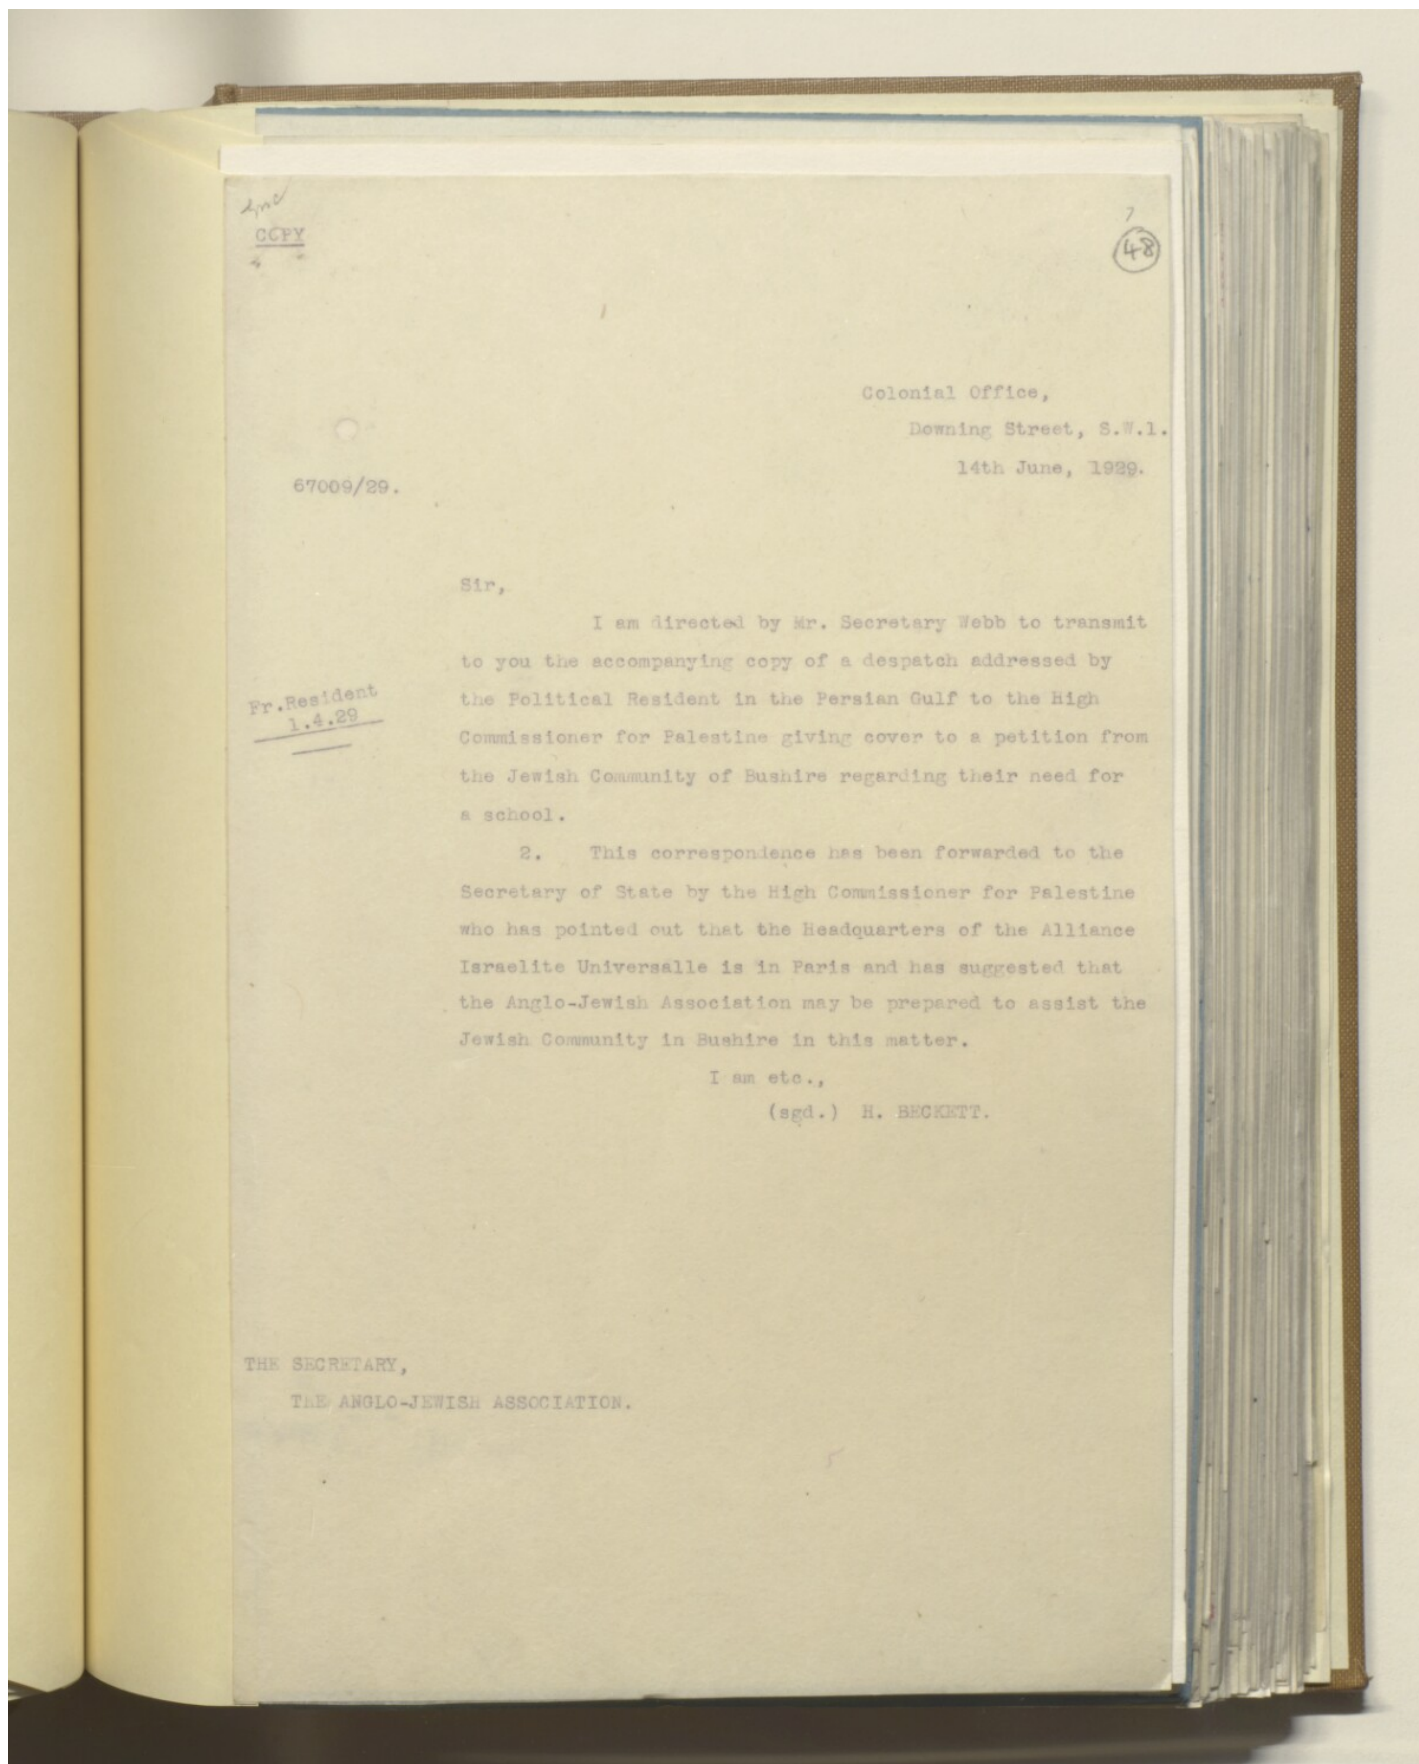 COPY
48
Colonial Office,
Downing Street, S.W.1.
14th June, 1929.
67009/29.
Sir,
I am directed by Mr. Secretary Webb to transmit
to you the accompanying copy of a despatch addressed by
Fr.Resident
1.4.29
the Political Resident in the Persian Gulf to the High
Commissioner for Palestine giving cover to a petition from
the Jewish Community of Bushire regarding their need for
a school.
2. This correspondence has been forwarded to the
Secretary of State by the High Commissioner for Palestine
who has pointed out that the Headquarters of the Alliance
Israelite Universalle is in Paris and has suggested that
the Anglo-Jewish Association may be prepared to assist the
Jewish Community in Bushire in this matter.
I am etc.,
(sgd.) H. BECKETT.
THE SECRETARY,
THE ANGLO-JEWISH ASSOCIATION.